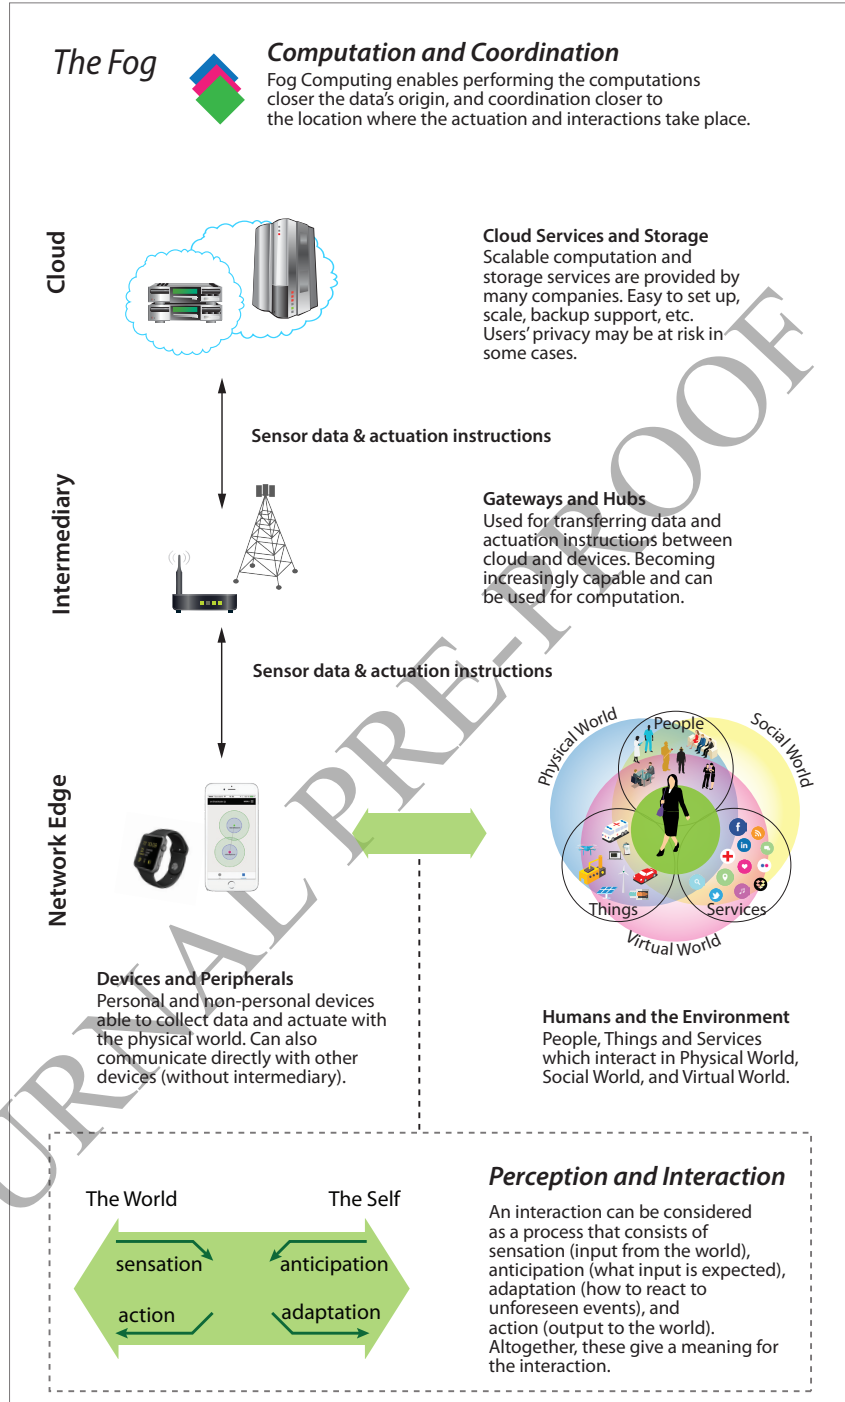 The Fog
Computation and Coordination
Fog Computing enables performing the computations
closer the data's origin, and coordination closer to
the location where the actuation and interactions take place.
Cloud
Cloud Services and Storage
Scalable computation and
storage services are provided by
many companies. Easy to set up,
scale, backup support, etc.
Users' privacy may be at risk in
some cases.
Sensor data & actuation instructions
Intermediary
Gateways and Hubs
Used for transferring data and
actuation instructions between
cloud and devices. Becoming
increasingly capable and can
be used for computation.
Sensor data & actuation instructions
Network Edge
Physical World
People
Social World
Things
Services
Virtual World
Devices and Peripherals
Personal and non-personal devices
able to collect data and actuate with
the physical world. Can also
communicate directly with other
devices (without intermediary).
Humans and the Environment
People, Things and Services
which interact in Physical World,
Social World, and Virtual World.
The World
The Self
sensation
anticipation
action
adaptation
Perception and Interaction
An interaction can be considered
as a process that consists of
sensation (input from the world),
anticipation (what input is expected),
adaptation (how to react to
unforeseen events), and
action (output to the world).
Altogether, these give a meaning for
the interaction.
URNAL PRE-PROOF